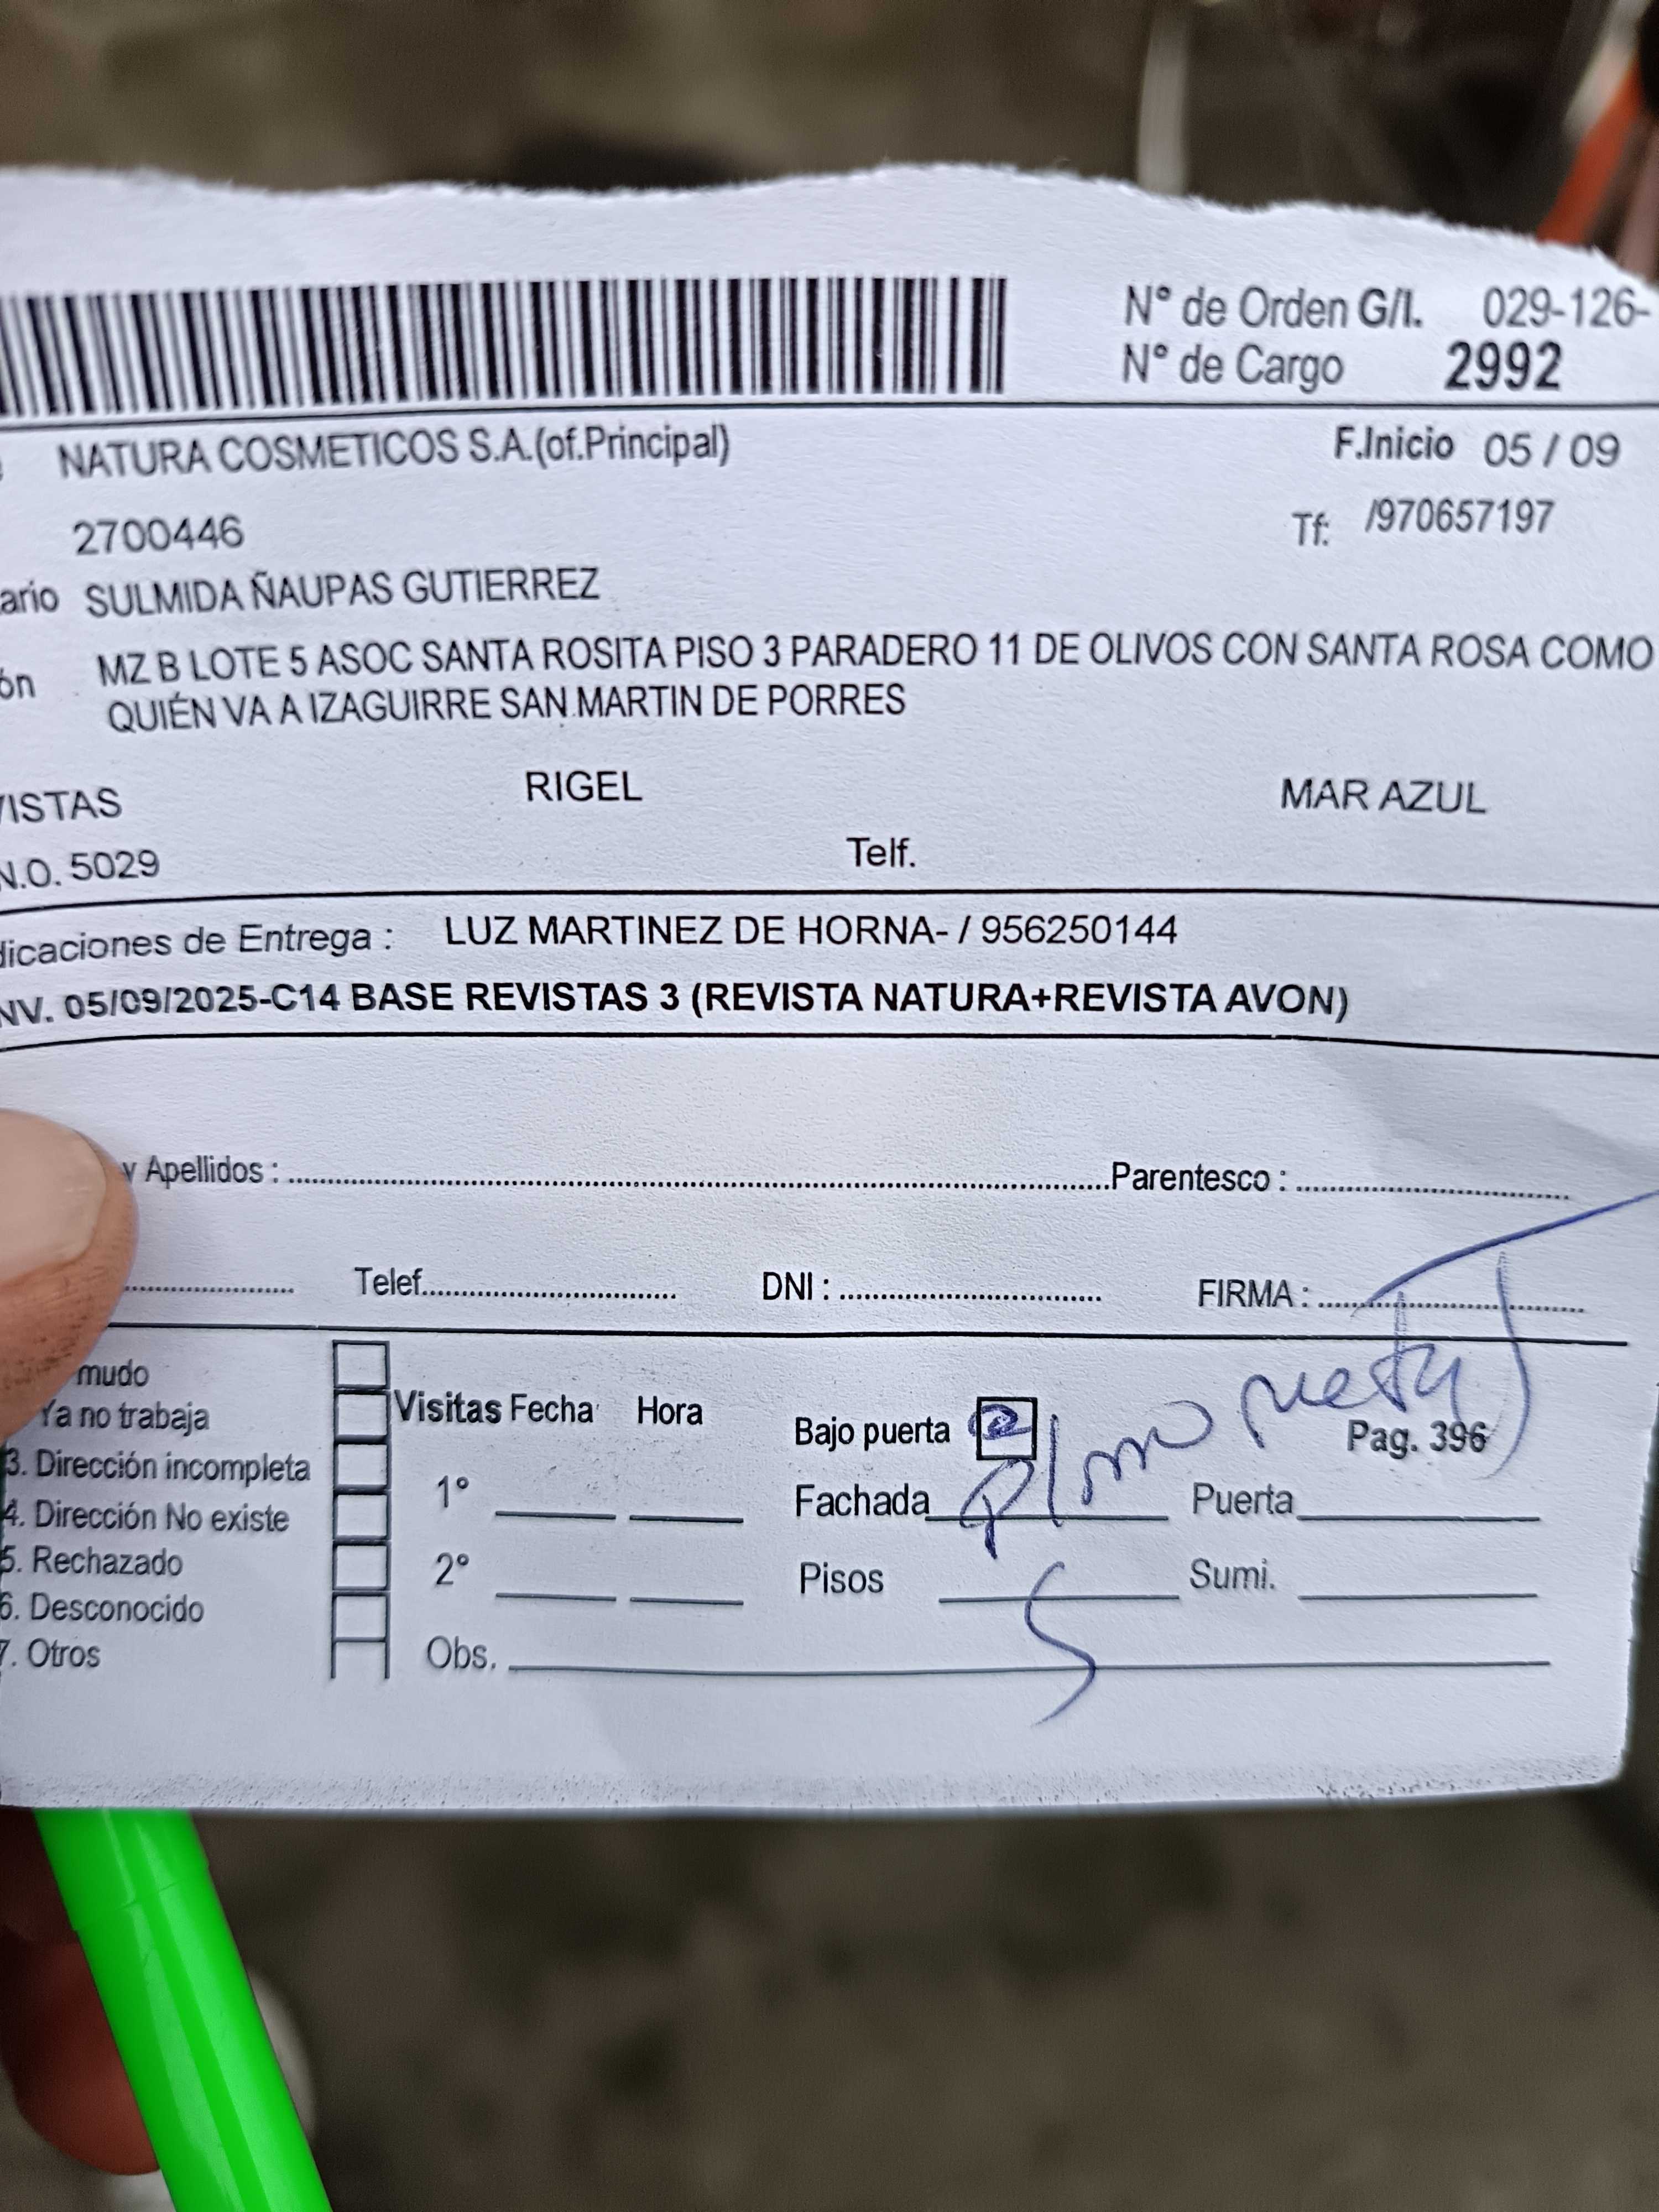 Nº de Orden G/I. 029-126-
Nº de Cargo 2992
NATURA COSMETICOS S.A.(of.Principal) F.Inicio 05 / 09
2700446 Tf: /970657197
ario SULMIDA ÑAUPAS GUTIERREZ
ón MZ B LOTE 5 ASOC SANTA ROSITA PISO 3 PARADERO 11 DE OLIVOS CON SANTA ROSA COMO
QUIÉN VA A IZAGUIRRE SAN MARTIN DE PORRES
VISTAS RIGEL MAR AZUL
N.O. 5029 Telf.
dicaciones de Entrega : LUZ MARTINEZ DE HORNA- / 956250144
NV. 05/09/2025-C14 BASE REVISTAS 3 (REVISTA NATURA+REVISTA AVON)
y Apellidos : Parentesco :
Telef. DNI : FIRMA :
mudo
Ya no trabaja Visitas Fecha Hora Bajo puerta Pag. 396
3. Dirección incompleta 1° Fachada Plomo Puerta
4. Dirección No existe
5. Rechazado 2° Pisos 5 Sumi.
6. Desconocido
7. Otros Obs.